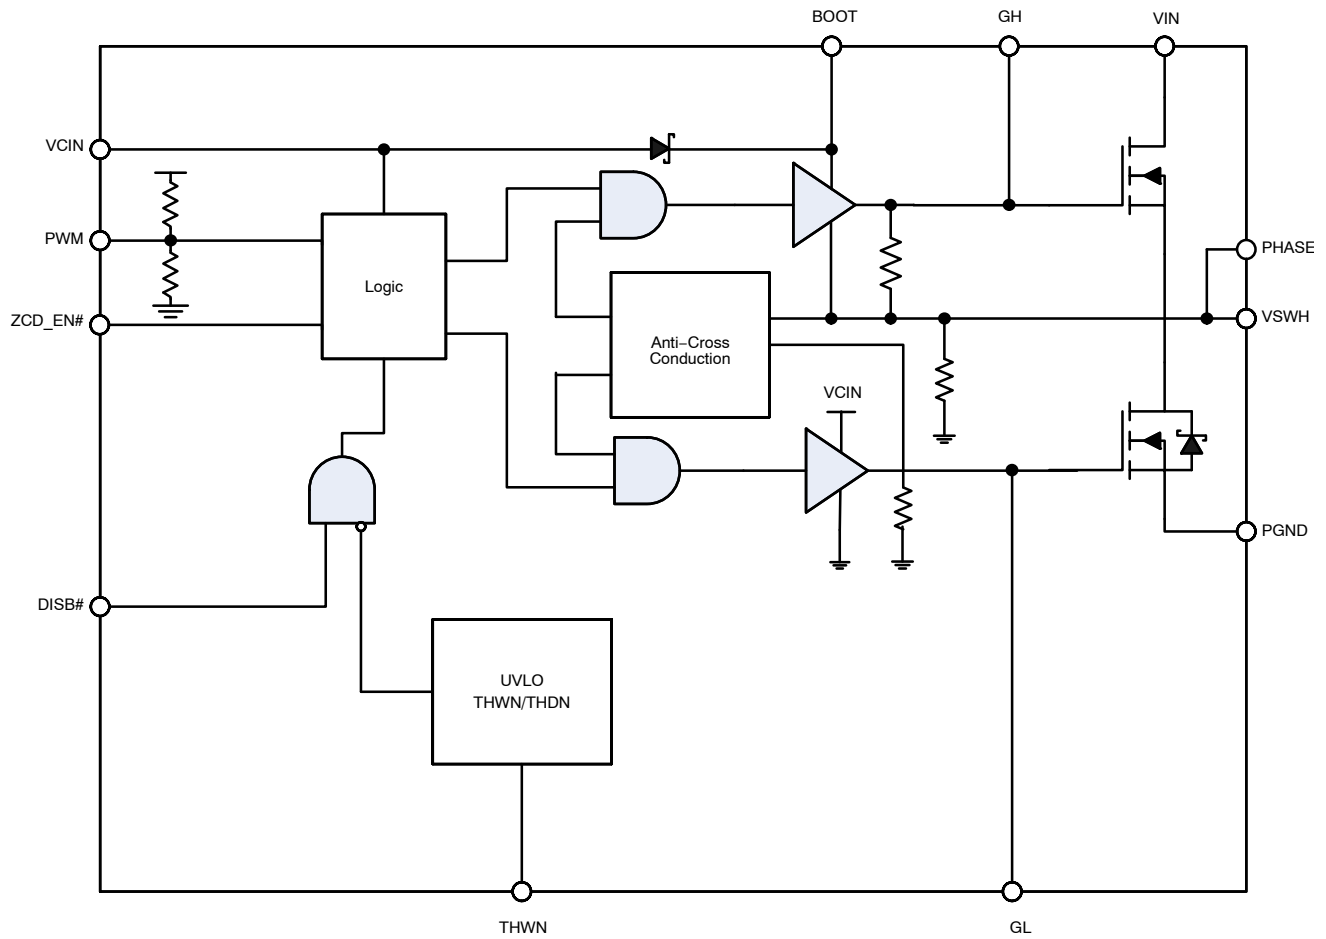 BOOT
GH
VIN
VCIN
PWM
PHASE
Logic
ZCD_EN#
VSWH
Anti–Cross
Conduction
VCIN
PGND
DISB#
UVLO
THWN/THDN
THWN
GL